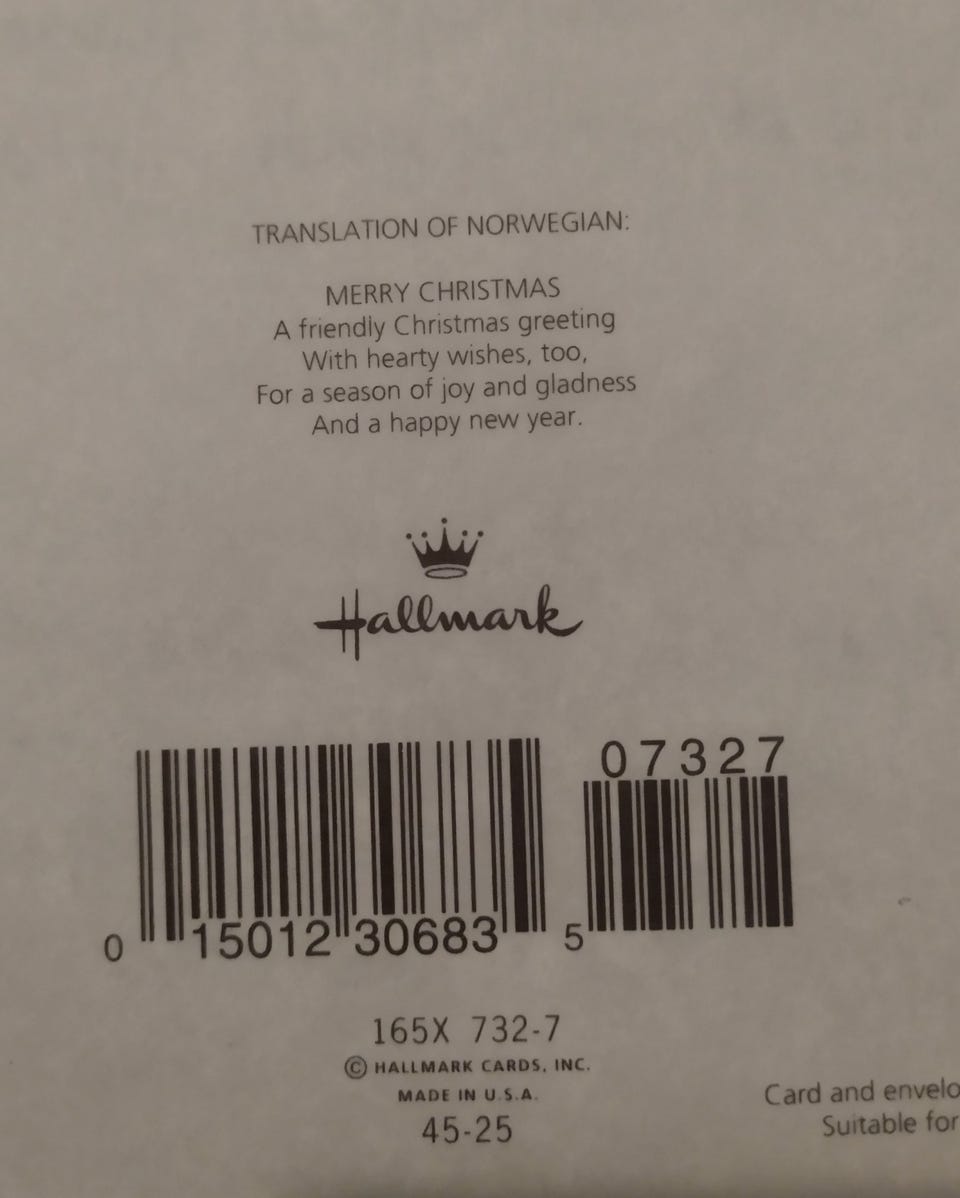 TRANSLATION OF NORWEGIAN:
MERRY CHRISTMAS
A friendly Christmas greeting
With hearty wishes, too,
For a season of joy and gladness
And a happy new year.
Hallmark
07327
0 15012 30683 5
165X 732-7
© HALLMARK CARDS, INC.
MADE IN U.S.A.
45-25
Card and envelo
Suitable for